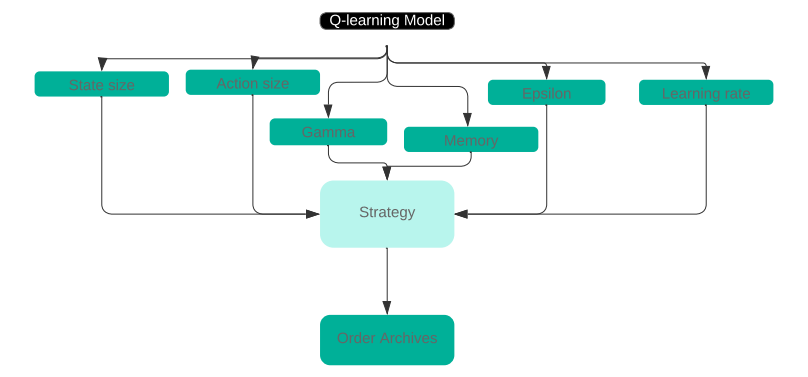 Q-learning Model
State size
Action size
Epsilon
Learning rate
Gamma
Memory
Strategy
Order Archives